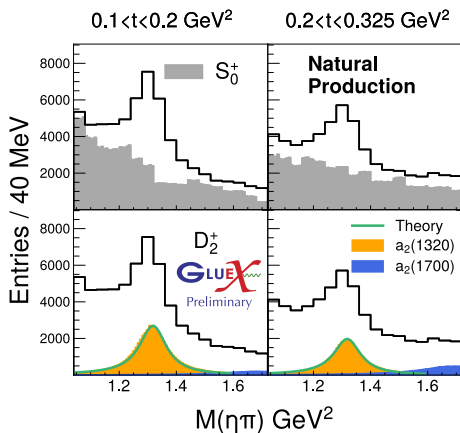 0.1<t<0.2 GeV²
0.2<t<0.325 GeV²
Entries / 40 MeV
8000
6000
4000
2000
S₀⁺
Natural
Production
8000
6000
4000
2000
D₂⁺
GLUEX
Preliminary
Theory
a₂(1320)
a₂(1700)
1.2
1.4
1.6
1.2
1.4
1.6
M(ηπ) GeV²